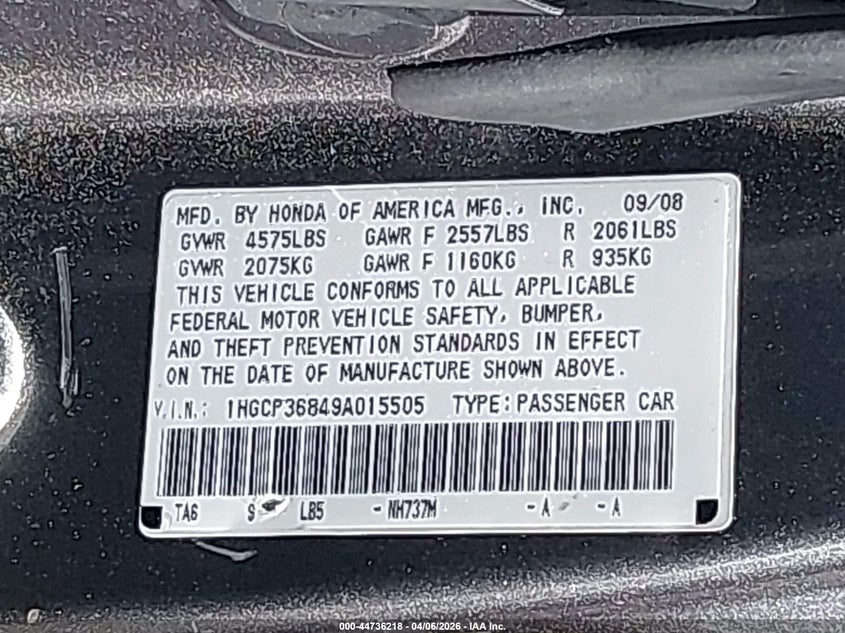 MFD. BY HONDA OF AMERICA MFG., INC. 09/08
GVWR 4575LBS GAWR F 2557LBS R 2061LBS
GVWR 2075KG GAWR F 1160KG R 935KG
THIS VEHICLE CONFORMS TO ALL APPLICABLE
FEDERAL MOTOR VEHICLE SAFETY, BUMPER,
AND THEFT PREVENTION STANDARDS IN EFFECT
ON THE DATE OF MANUFACTURE SHOWN ABOVE.
V.I.N.: 1HGCP36849A015505 TYPE: PASSENGER CAR
TA6 S LB5 - NH737M - A - A
000-44736218 - 04/06/2026 - IAA Inc.